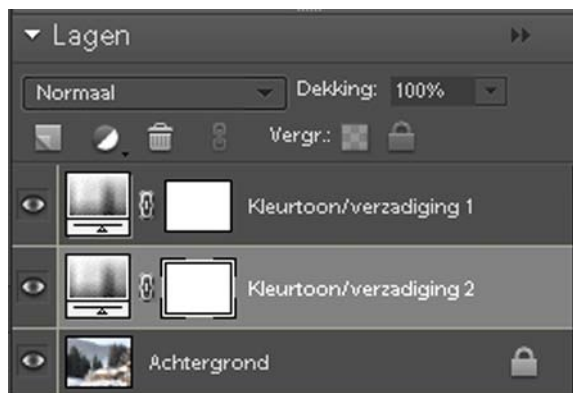 Lagen
Normaal Dekking: 100%
Vergr.:
Kleurtoon/verzadiging 1
Kleurtoon/verzadiging 2
Achtergrond